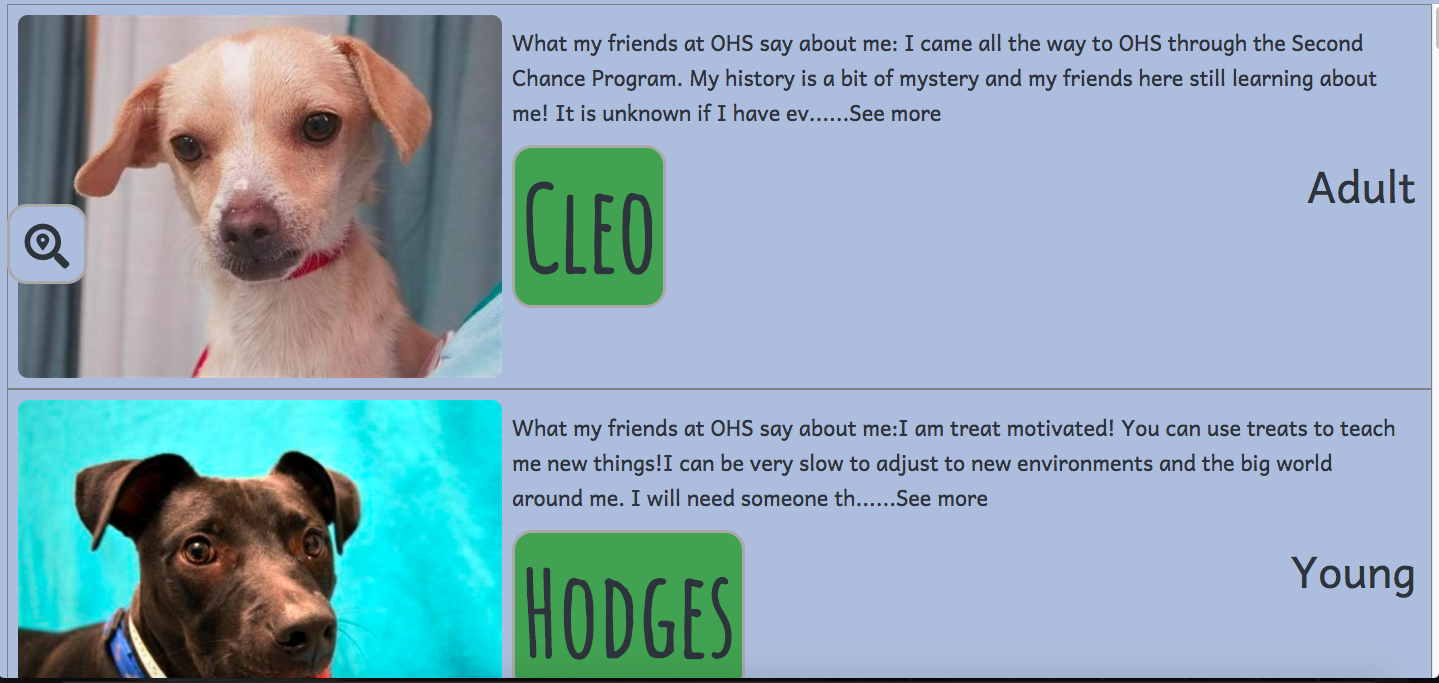 What my friends at OHS say about me: I came all the way to OHS through the Second
Chance Program. My history is a bit of mystery and my friends here still learning about
me! It is unknown if I have ev......See more
Cleo
Adult
What my friends at OHS say about me:I am treat motivated! You can use treats to teach
me new things!I can be very slow to adjust to new environments and the big world
around me. I will need someone th......See more
Young
Hodges